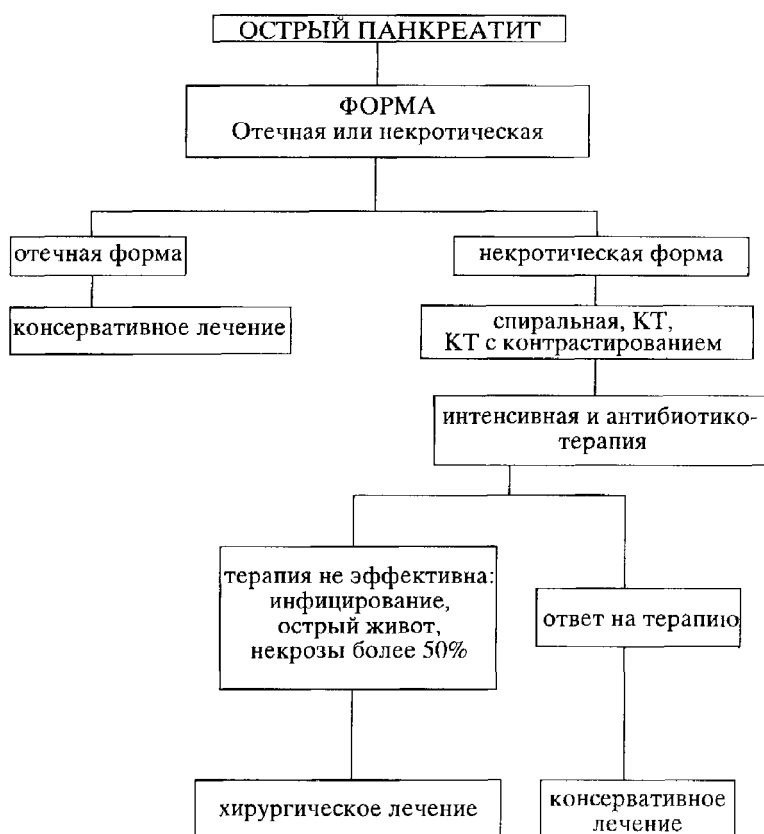 ОСТРЫЙ ПАНКРЕАТИТ
ФОРМА
Отечная или некротическая
отечная форма
некротическая форма
консервативное лечение
спиральная, КТ,
КТ с контрастированием
интенсивная и антибиотико-
терапия
терапия не эффективна:
инфицирование,
острый живот,
некрозы более 50%
ответ на терапию
хирургическое лечение
консервативное
лечение